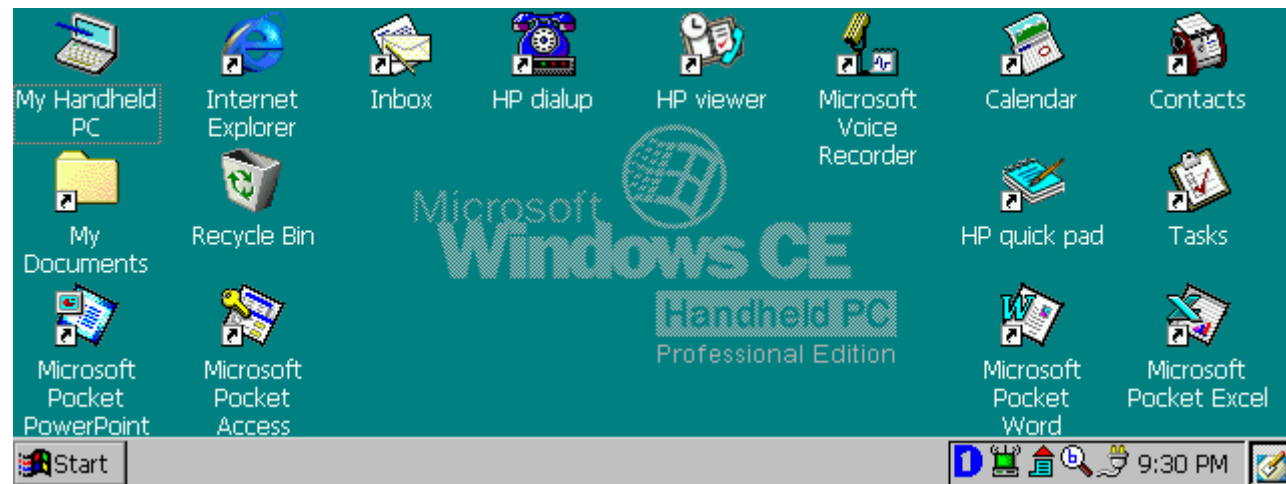 My Handheld
PC
Internet
Explorer
Inbox
HP dialup
HP viewer
Microsoft
Voice
Recorder
Calendar
Contacts
My
Documents
Recycle Bin
Microsoft
Windows CE
Handheld PC
Professional Edition
HP quick pad
Tasks
Microsoft
Pocket
PowerPoint
Microsoft
Pocket
Access
Microsoft
Pocket
Word
Microsoft
Pocket Excel
Start
1
b
9:30 PM